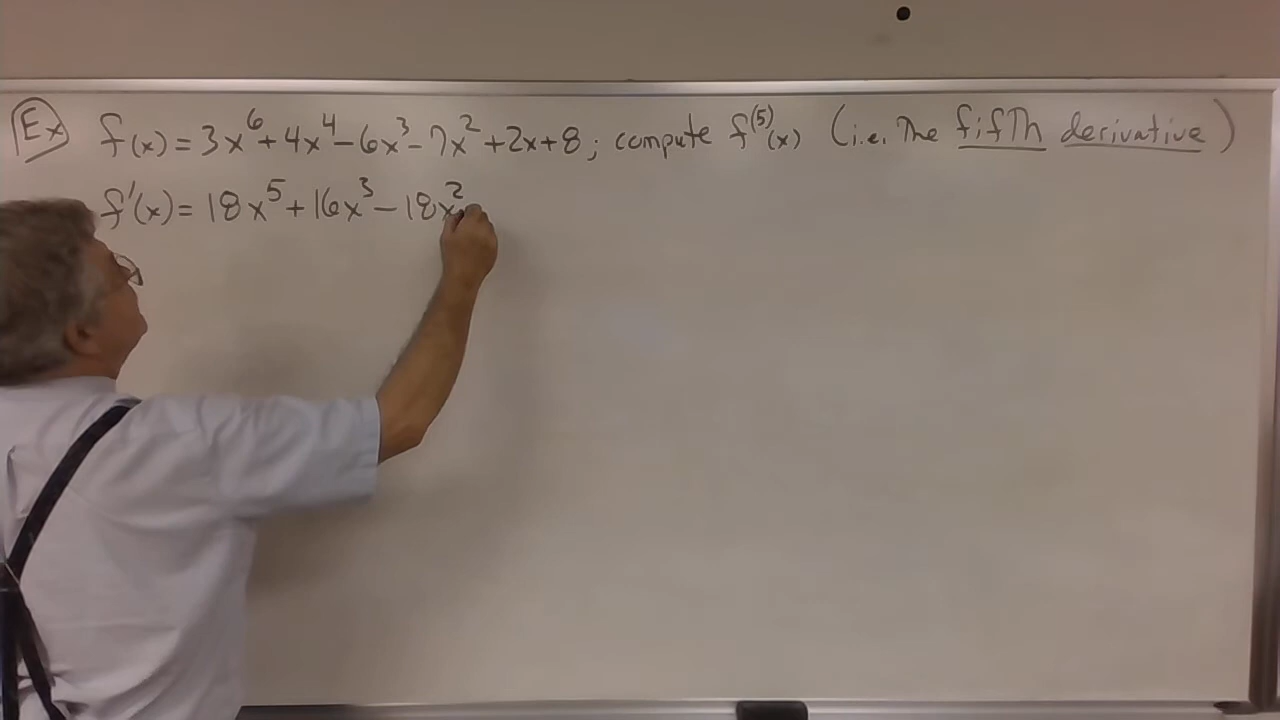 Ex f(x) = 3x⁶ + 4x⁴ - 6x³ - 7x² + 2x + 8 ; compute f⁽⁵⁾(x) (i.e. The fifTh derivative)
f'(x) = 18x⁵ + 16x³ - 18x²